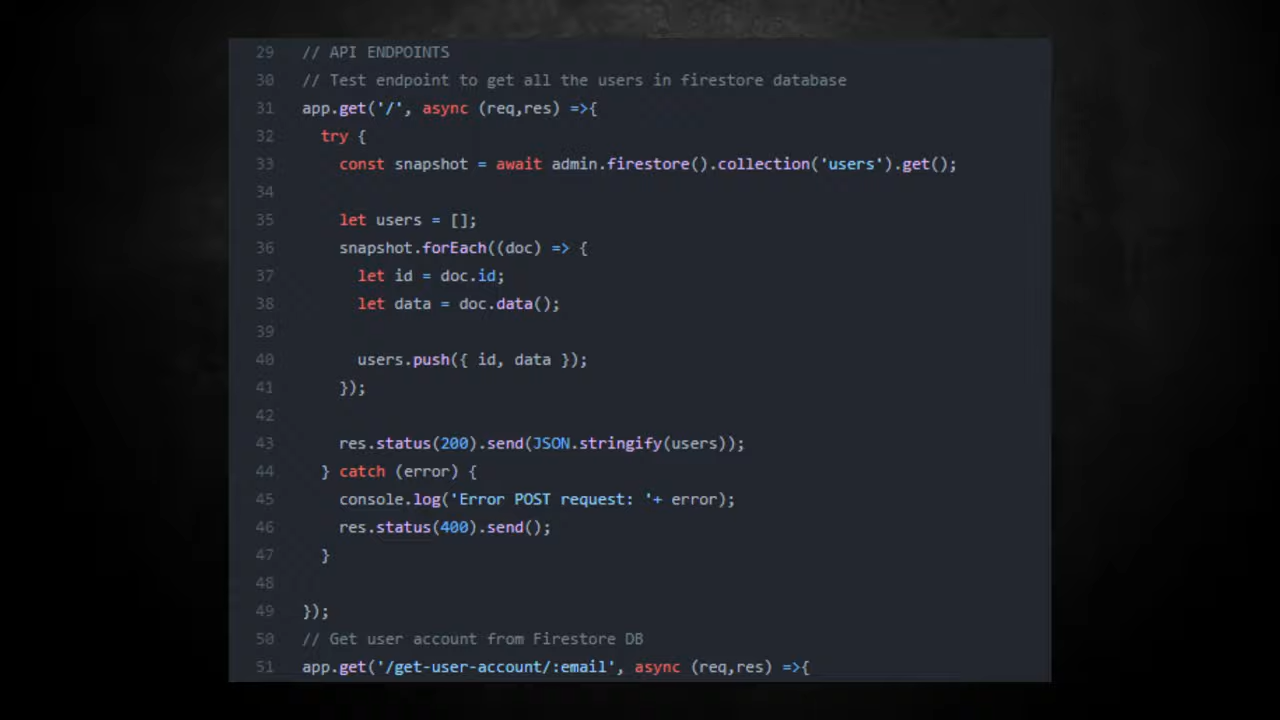 29 // API ENDPOINTS
30 // Test endpoint to get all the users in firestore database
31 app.get('/', async (req,res) =>{
32 try {
33 const snapshot = await admin.firestore().collection('users').get();
34
35 let users = [];
36 snapshot.forEach((doc) => {
37 let id = doc.id;
38 let data = doc.data();
39
40 users.push({ id, data });
41 });
42
43 res.status(200).send(JSON.stringify(users));
44 } catch (error) {
45 console.log('Error POST request: '+ error);
46 res.status(400).send();
47 }
48
49 });
50 // Get user account from Firestore DB
51 app.get('/get-user-account/:email', async (req,res) =>{